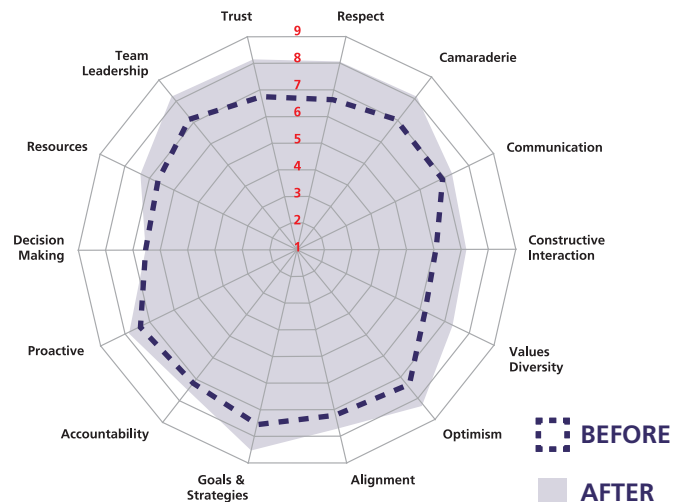 Trust
Respect
9
8
7
6
5
4
3
2
1
Team
Leadership
Camaraderie
Resources
Communication
Decision
Making
Constructive
Interaction
Proactive
Values
Diversity
Accountability
Optimism
Goals &
Strategies
Alignment
BEFORE
AFTER